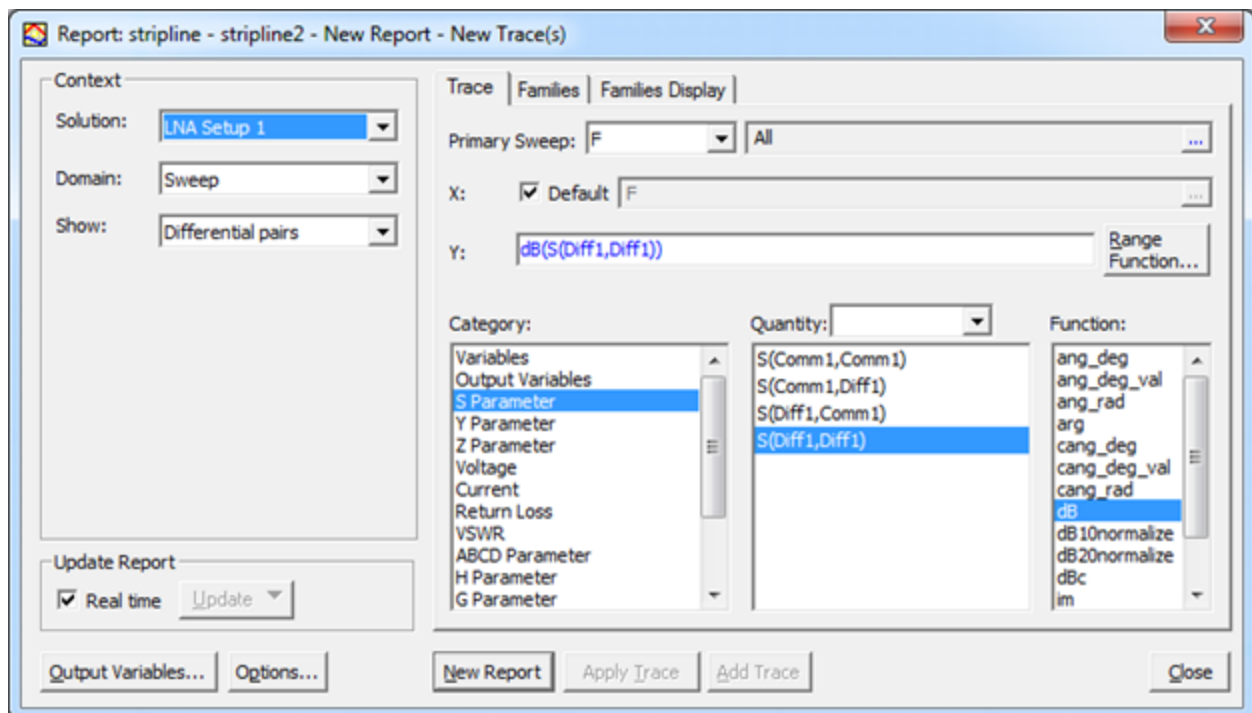 Report: stripline - stripline2 - New Report - New Trace(s)
Context
Solution: LNA Setup 1
Domain: Sweep
Show: Differential pairs
Update Report
Real time Update
Output Variables... Options...
Trace Families Families Display
Primary Sweep: F All ...
X: Default F ...
Y: dB(S(Diff1,Diff1)) Range
Function...
Category:
Variables
Output Variables
S Parameter
Y Parameter
Z Parameter
Voltage
Current
Return Loss
VSWR
ABCD Parameter
H Parameter
G Parameter
Quantity:
S(Comm1,Comm1)
S(Comm1,Diff1)
S(Diff1,Comm1)
S(Diff1,Diff1)
Function:
ang_deg
ang_deg_val
ang_rad
arg
cang_deg
cang_deg_val
cang_rad
dB
dB10normalize
dB20normalize
dBc
im
New Report Apply Trace Add Trace Close